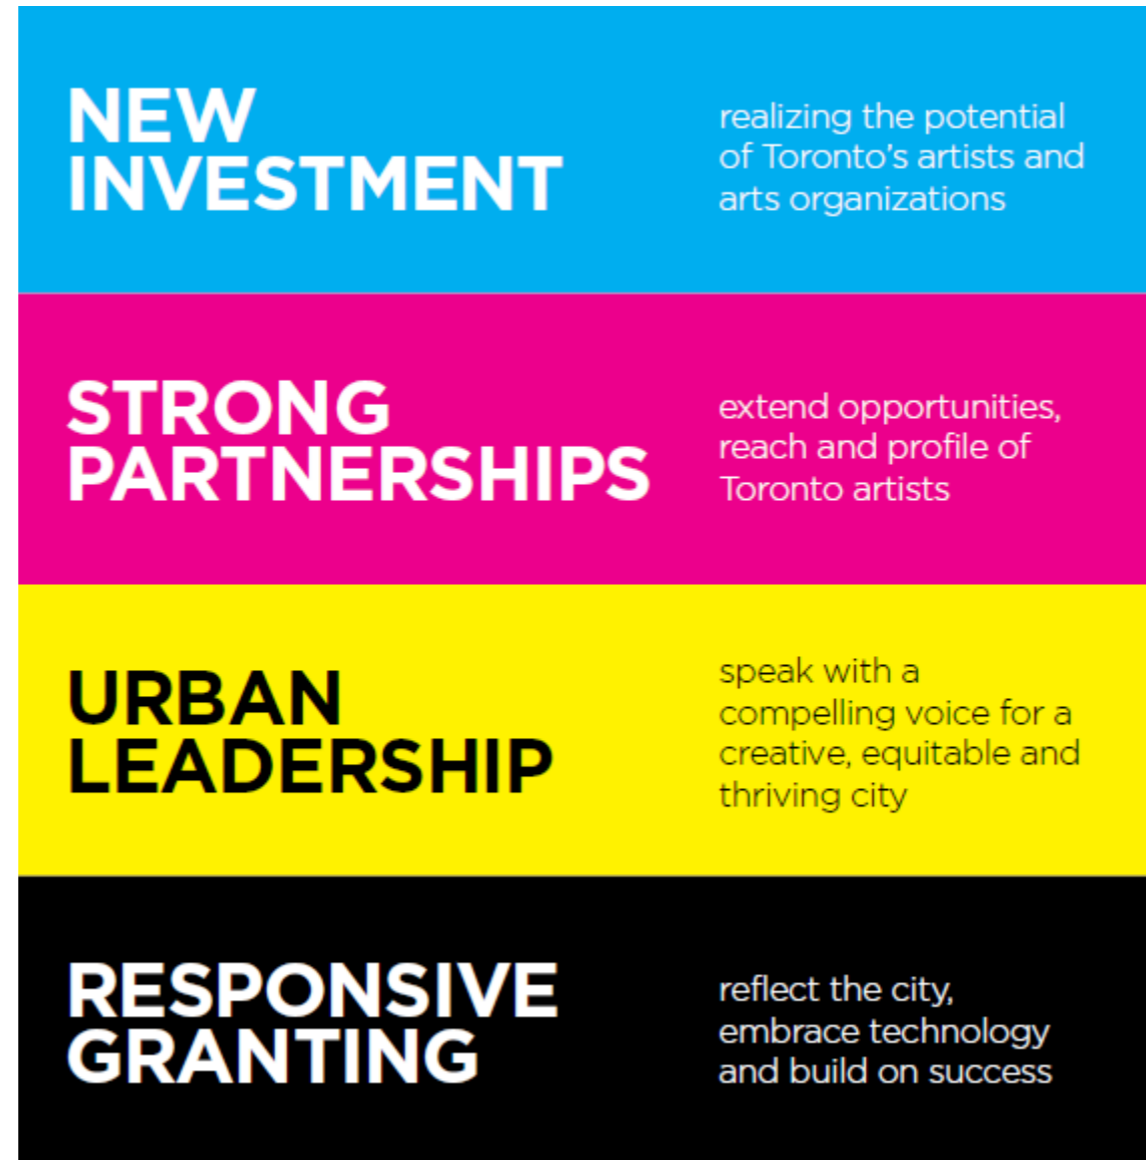 NEW
INVESTMENT
realizing the potential
of Toronto’s artists and
arts organizations
STRONG
PARTNERSHIPS
extend opportunities,
reach and profile of
Toronto artists
URBAN
LEADERSHIP
speak with a
compelling voice for a
creative, equitable and
thriving city
RESPONSIVE
GRANTING
reflect the city,
embrace technology
and build on success